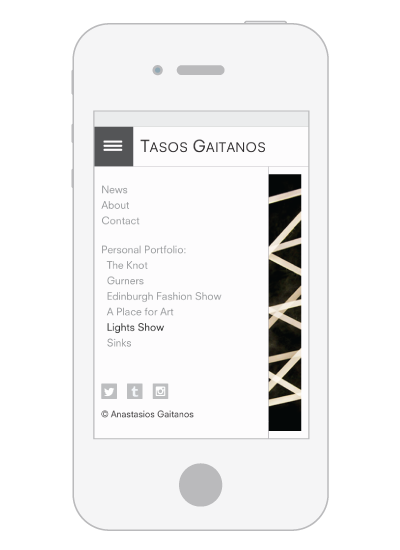 TASOS GAITANOS
News
About
Contact
Personal Portfolio:
The Knot
Gurners
Edinburgh Fashion Show
A Place for Art
Lights Show
Sinks
© Anastasios Gaitanos